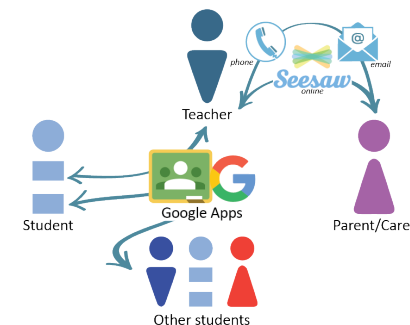 phone
@
email
Seesaw
online
Teacher
Student
G
Google Apps
Parent/Care
Other students